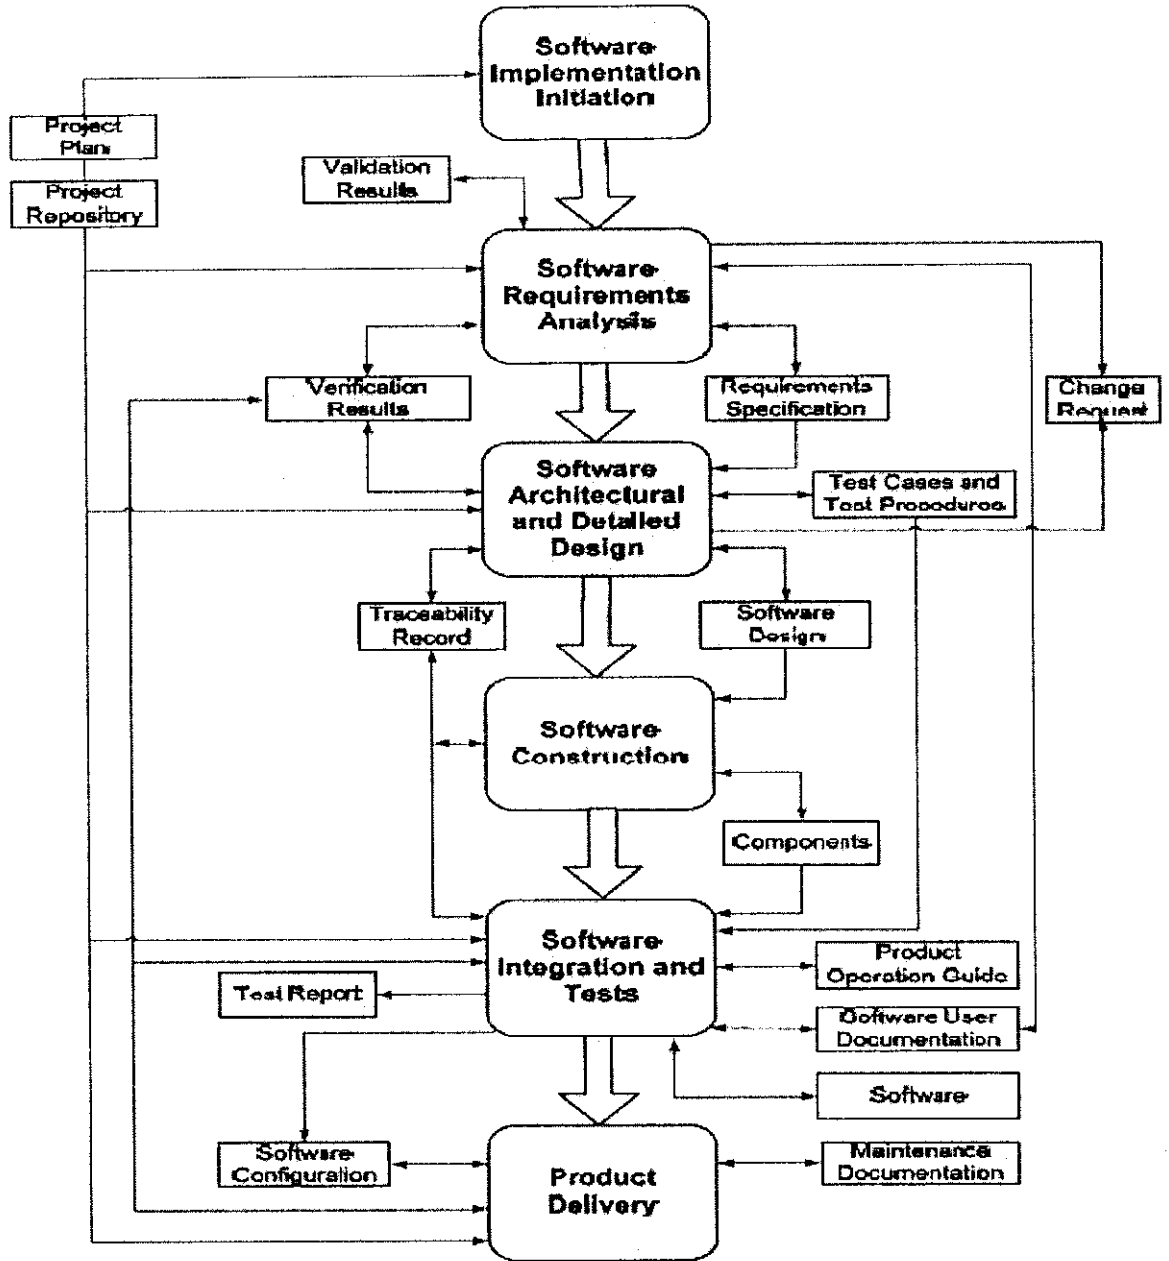 Software
Implementation
Initiation
Project
Plan
Validation
Results
Project
Repository
Software
Requirements
Analysis
Verification
Results
Requirements
Specification
Change
Request
Software
Architectural
and Detailed
Design
Test Cases and
Test Procedures
Traceability
Record
Software
Design
Software
Construction
Components
Software
Integration and
Tests
Product
Operation Guide
Test Report
Software User
Documentation
Software
Software
Configuration
Product
Delivery
Maintenance
Documentation